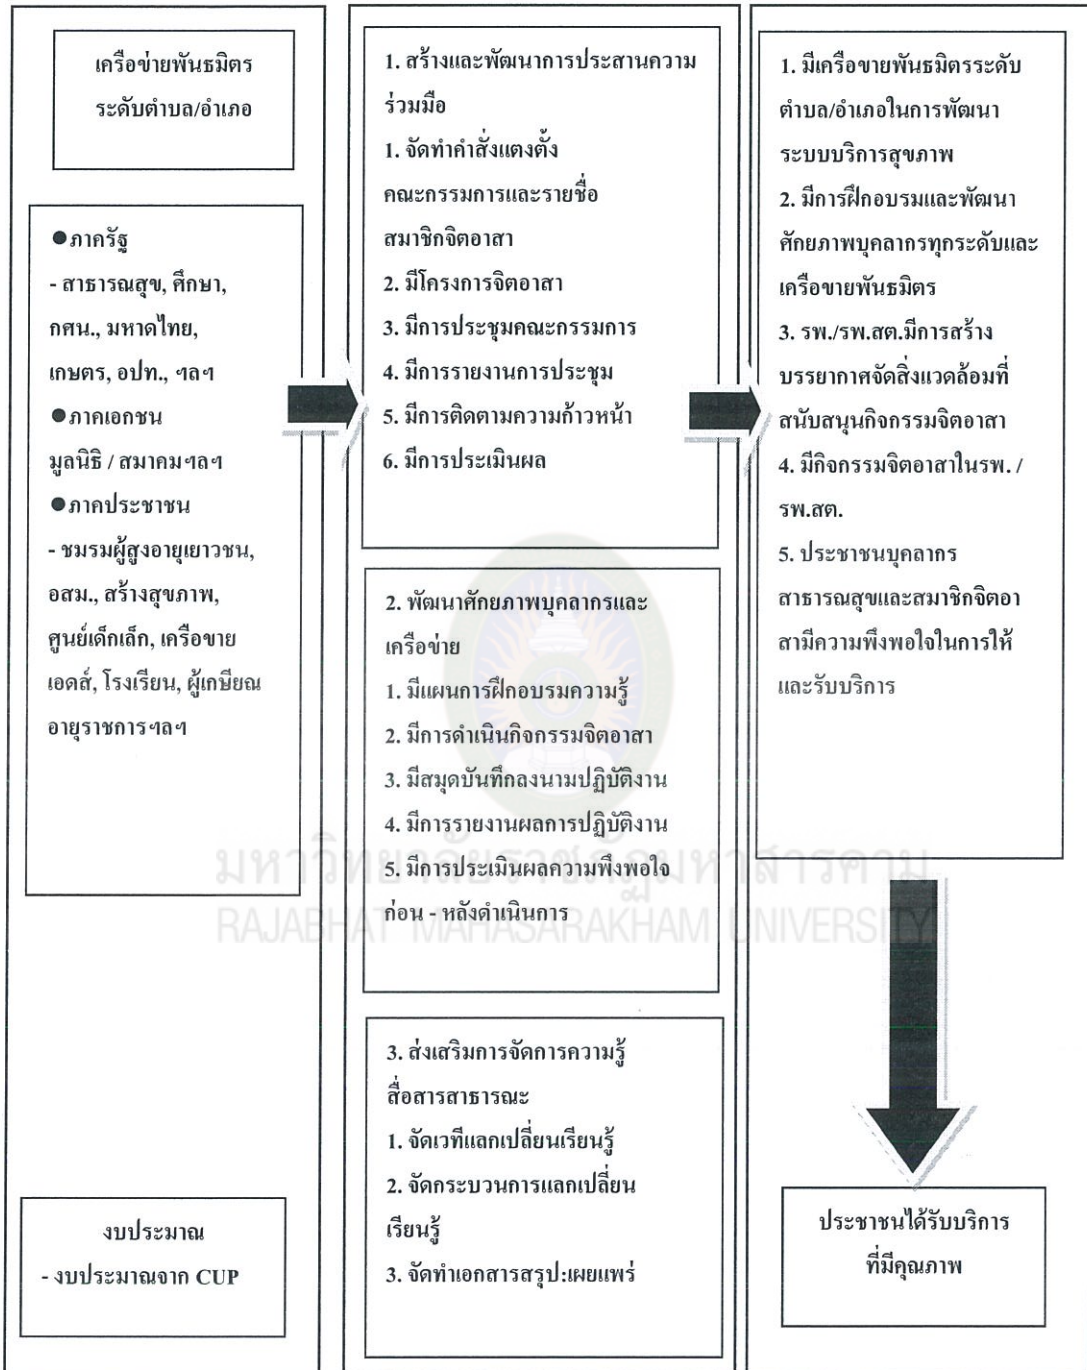 เครือข่ายพันธมิตร
ระดับตำบล/อำเภอ
●ภาครัฐ
- สาธารณสุข, ศึกษา,
กศน., มหาดไทย,
เกษตร, อปท., ฯลฯ
●ภาคเอกชน
มูลนิธิ / สมาคมฯลฯ
●ภาคประชาชน
- ชมรมผู้สูงอายุเยาวชน,
อสม., สร้างสุขภาพ,
ศูนย์เด็กเล็ก, เครือขาย
เอดส์, โรงเรียน, ผู้เกษียณ
อายุราชการฯลฯ
งบประมาณ
- งบประมาณจาก CUP
1. สร้างและพัฒนาการประสานความ
ร่วมมือ
1. จัดทำคำสั่งแต่งตั้ง
คณะกรรมการและรายชื่อ
สมาชิกจิตอาสา
2. มีโครงการจิตอาสา
3. มีการประชุมคณะกรรมการ
4. มีการรายงานการประชุม
5. มีการติดตามความก้าวหน้า
6. มีการประเมินผล
2. พัฒนาศักยภาพบุคลากรและ
เครือข่าย
1. มีแผนการฝึกอบรมความรู้
2. มีการดำเนินกิจกรรมจิตอาสา
3. มีสมุดบันทึกลงนามปฏิบัติงาน
4. มีการรายงานผลการปฏิบัติงาน
5. มีการประเมินผลความพึงพอใจ
ก่อน - หลังดำเนินการ
3. ส่งเสริมการจัดการความรู้
สื่อสารสาธารณะ
1. จัดเวทีแลกเปลี่ยนเรียนรู้
2. จัดกระบวนการแลกเปลี่ยน
เรียนรู้
3. จัดทำเอกสารสรุป:เผยแพร่
1. มีเครือขายพันธมิตรระดับ
ตำบล/อำเภอในการพัฒนา
ระบบบริการสุขภาพ
2. มีการฝึกอบรมและพัฒนา
ศักยภาพบุคลากรทุกระดับและ
เครือขายพันธมิตร
3. รพ./รพ.สต.มีการสร้าง
บรรยากาศจัดสิ่งแวดล้อมที่
สนับสนุนกิจกรรมจิตอาสา
4. มีกิจกรรมจิตอาสาในรพ. /
รพ.สต.
5. ประชาชนบุคลากร
สาธารณสุขและสมาชิกจิตอา
สามีความพึงพอใจในการให้
และรับบริการ
ประชาชนได้รับบริการ
ที่มีคุณภาพ
มหาวิทยาลัยราชภัฏมหาสารคาม
RAJABHAT MAHASARAKHAM UNIVERSITY